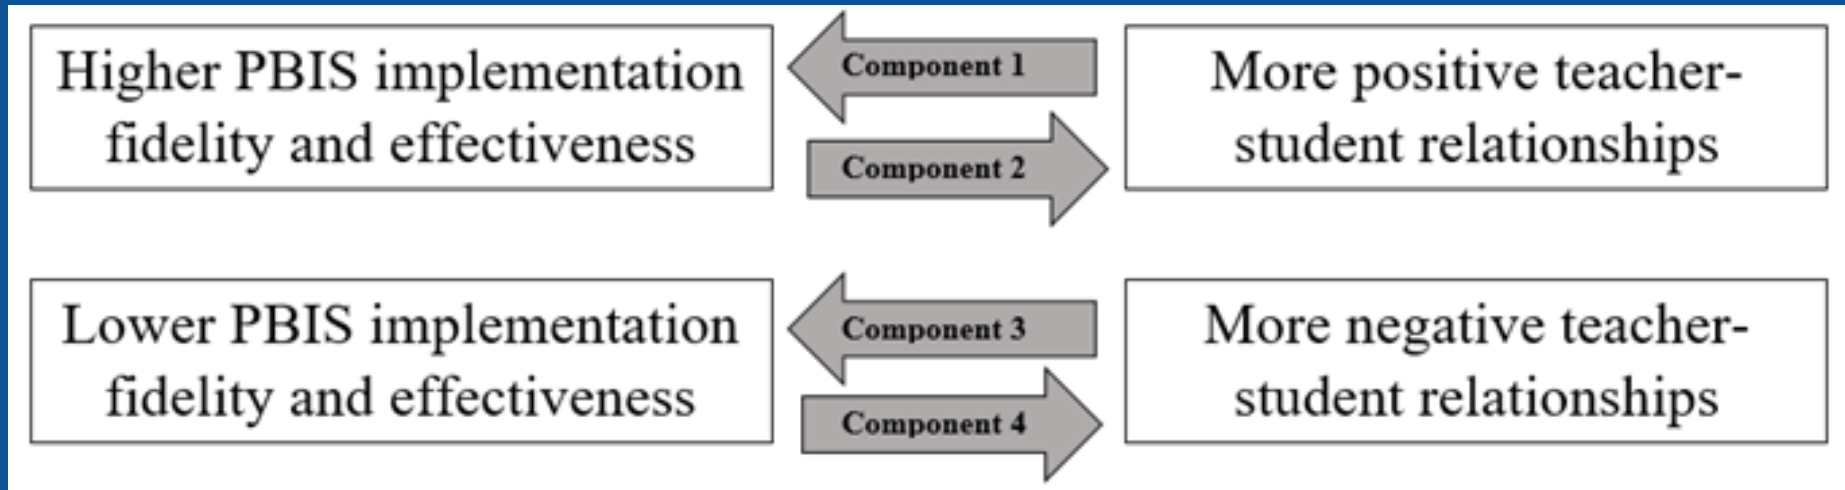 Higher PBIS implementation
fidelity and effectiveness
Component 1
Component 2
More positive teacher-
student relationships
Lower PBIS implementation
fidelity and effectiveness
Component 3
Component 4
More negative teacher-
student relationships